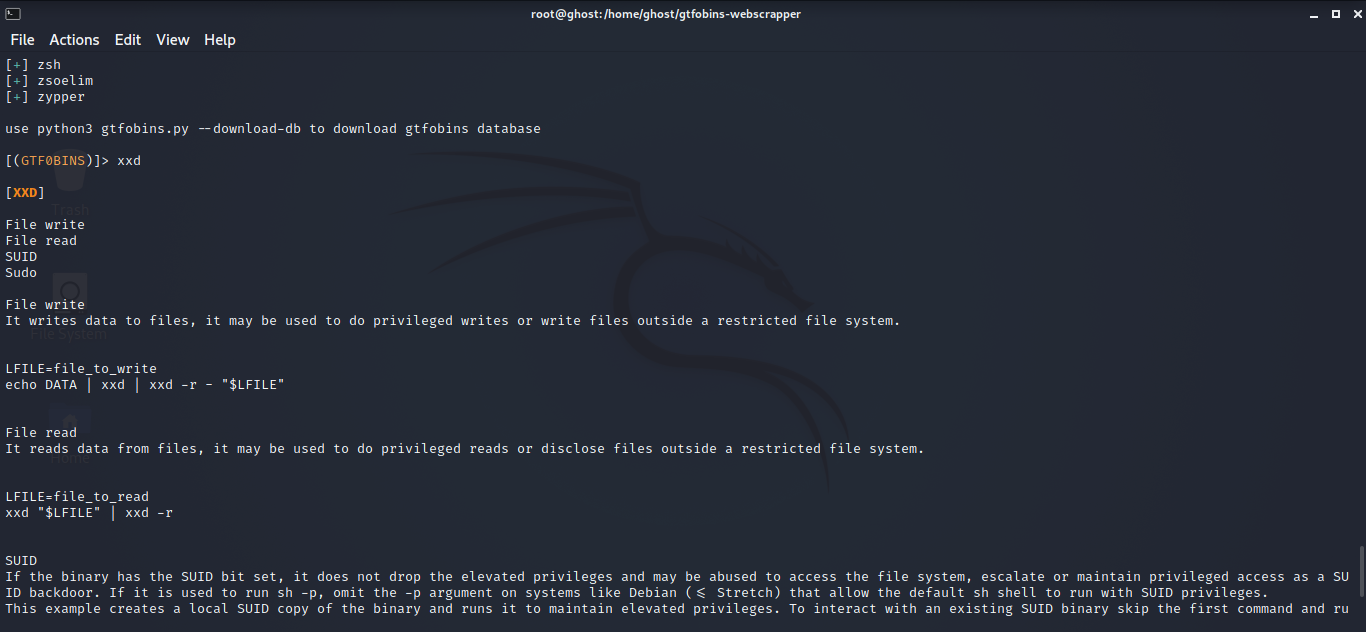 root@ghost:/home/ghost/gtfobins-webscrapper
File Actions Edit View Help
[+] zsh
[+] zsoelim
[+] zypper
use python3 gtfobins.py --download-db to download gtfobins database
[(GTF0BINS)]> xxd
[XXD]
Trash
File write
File read
SUID
Sudo
File write
It writes data to files, it may be used to do privileged writes or write files outside a restricted file system.
File System
LFILE=file_to_write
echo DATA | xxd | xxd -r - "$LFILE"
File read
It reads data from files, it may be used to do privileged reads or disclose files outside a restricted file system.
Home
LFILE=file_to_read
xxd "$LFILE" | xxd -r
SUID
If the binary has the SUID bit set, it does not drop the elevated privileges and may be abused to access the file system, escalate or maintain privileged access as a SU
ID backdoor. If it is used to run sh -p, omit the -p argument on systems like Debian (<= Stretch) that allow the default sh shell to run with SUID privileges.
This example creates a local SUID copy of the binary and runs it to maintain elevated privileges. To interact with an existing SUID binary skip the first command and ru